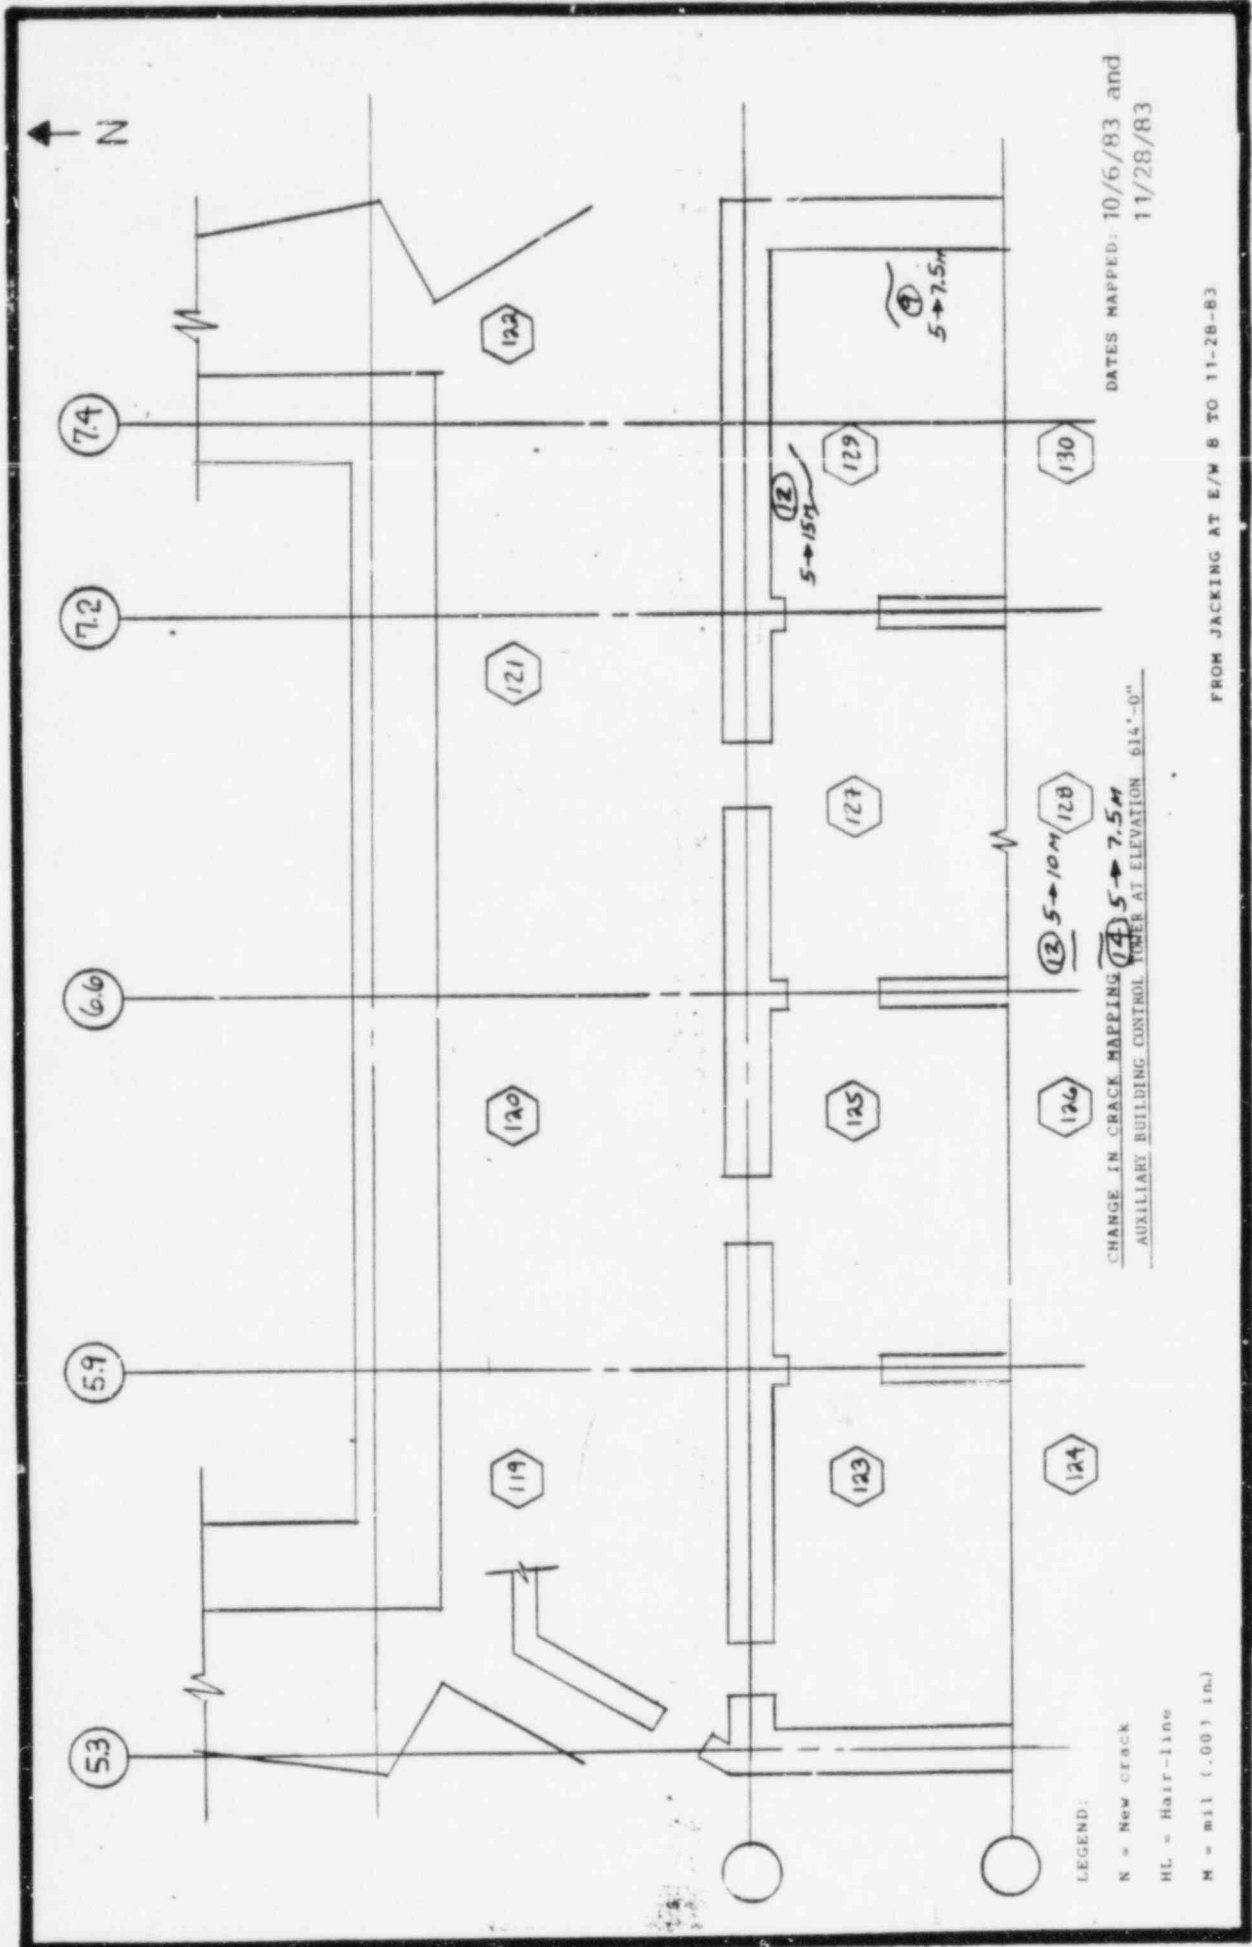 N
5.3
5.9
6.6
7.2
7.4
119
120
121
122
12
5→15M
9
5→7.5M
123
125
127
129
124
126
13 5→10M
128
130
14 5→7.5M
CHANGE IN CRACK MAPPING
AUXILIARY BUILDING CONTROL TOWER AT ELEVATION 614'-0"
DATES MAPPED: 10/6/83 and
11/28/83
LEGEND:
N = New crack
HL = Hair-line
M = mil (.001 in.)
FROM JACKING AT E/W 8 TO 11-28-83